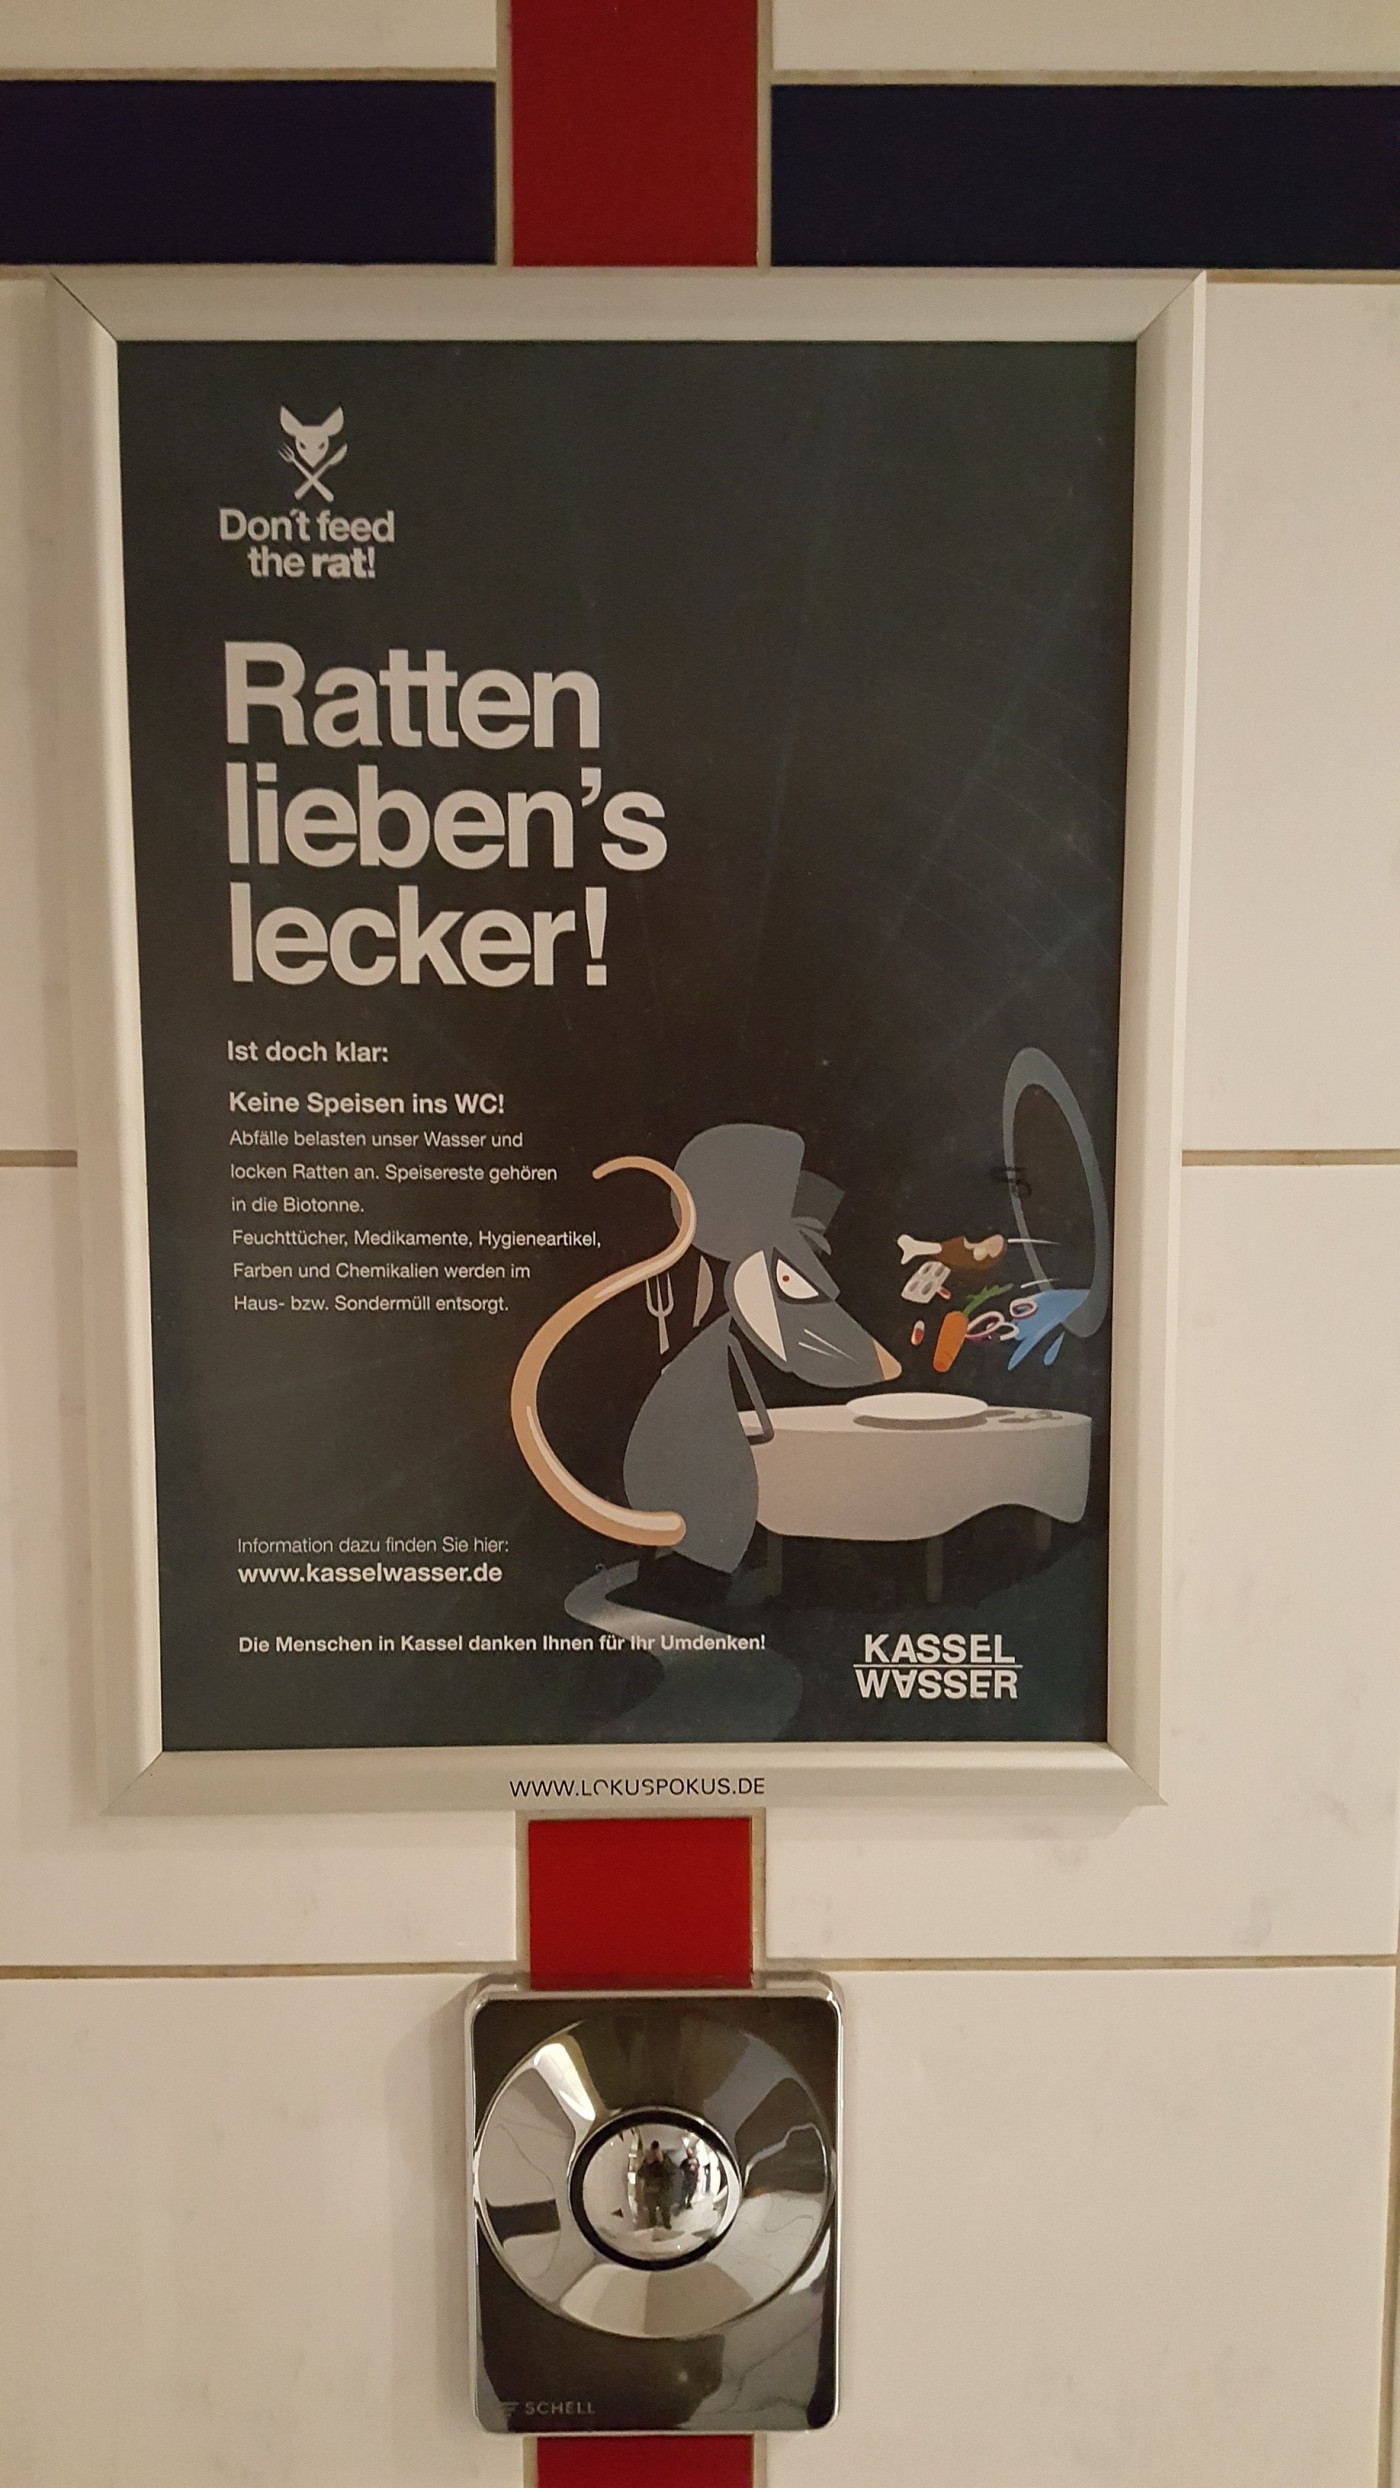 Don't feed
the rat!
Ratten
lieben's
lecker!
Ist doch klar:
Keine Speisen ins WC!
Abfälle belasten unser Wasser und
locken Ratten an. Speisereste gehören
in die Biotonne.
Feuchttücher, Medikamente, Hygieneartikel,
Farben und Chemikalien werden im
Haus- bzw. Sondermüll entsorgt.
Information dazu finden Sie hier:
www.kasselwasser.de
Die Menschen in Kassel danken Ihnen für Ihr Umdenken!
KASSEL
WASSER
WWW.LOKUSPOKUS.DE
SCHELL